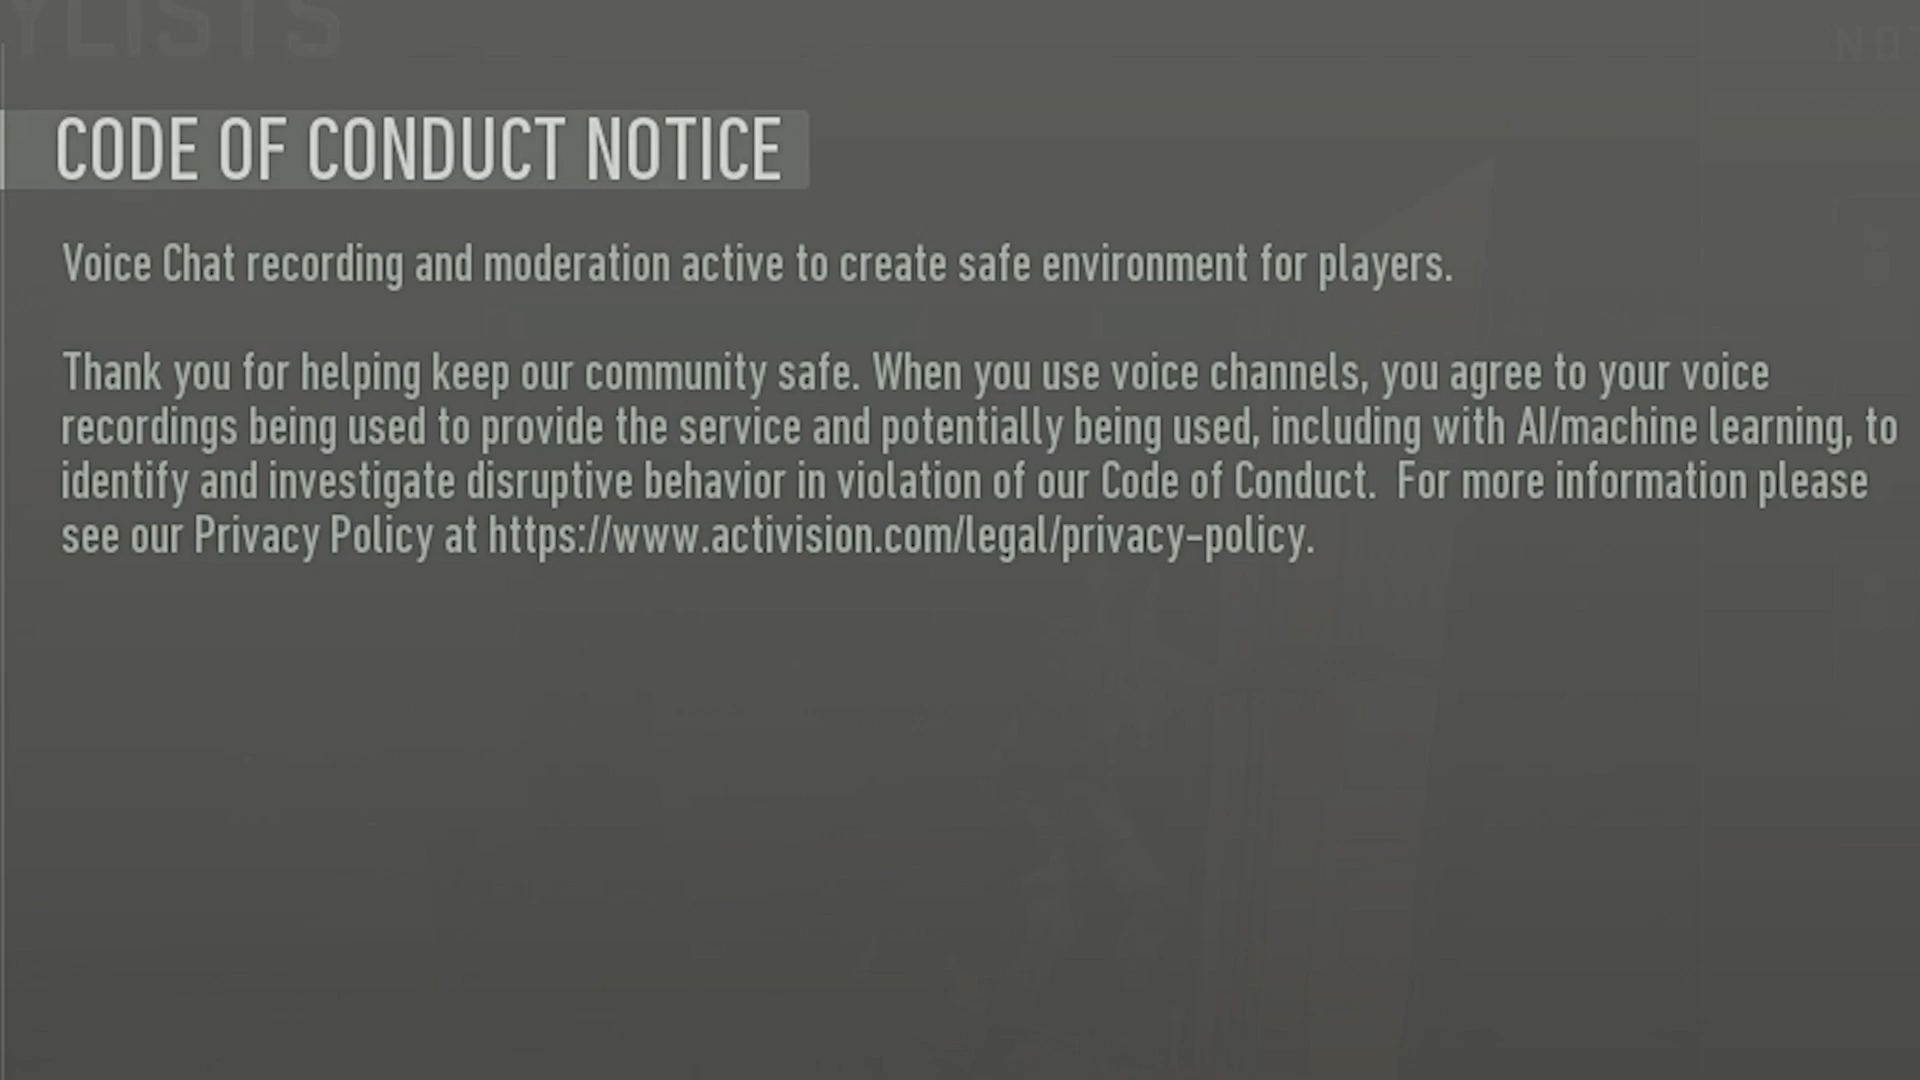 YLISTS
NO
CODE OF CONDUCT NOTICE
Voice Chat recording and moderation active to create safe environment for players.
Thank you for helping keep our community safe. When you use voice channels, you agree to your voice
recordings being used to provide the service and potentially being used, including with AI/machine learning, to
identify and investigate disruptive behavior in violation of our Code of Conduct.  For more information please
see our Privacy Policy at https://www.activision.com/legal/privacy-policy.